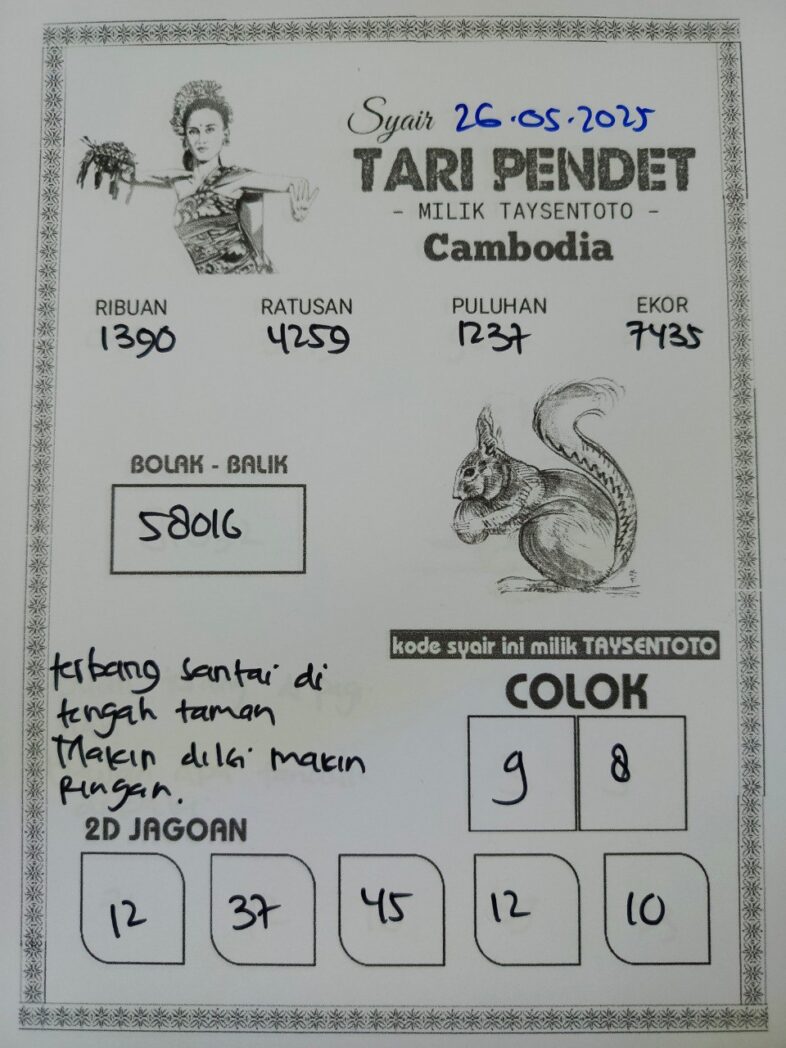 Syair 26.05.2025
TARI PENDET
- MILIK TAYSENTOTO -
Cambodia
RIBUAN RATUSAN PULUHAN EKOR
1390 4259 1237 7435
BOLAK - BALIK
58016
kode syair ini milik TAYSENTOTO
terbang santai di
tengah taman
Makin
makin
ringan.
COLOK
9 8
2D JAGOAN
12 37 45 12 10